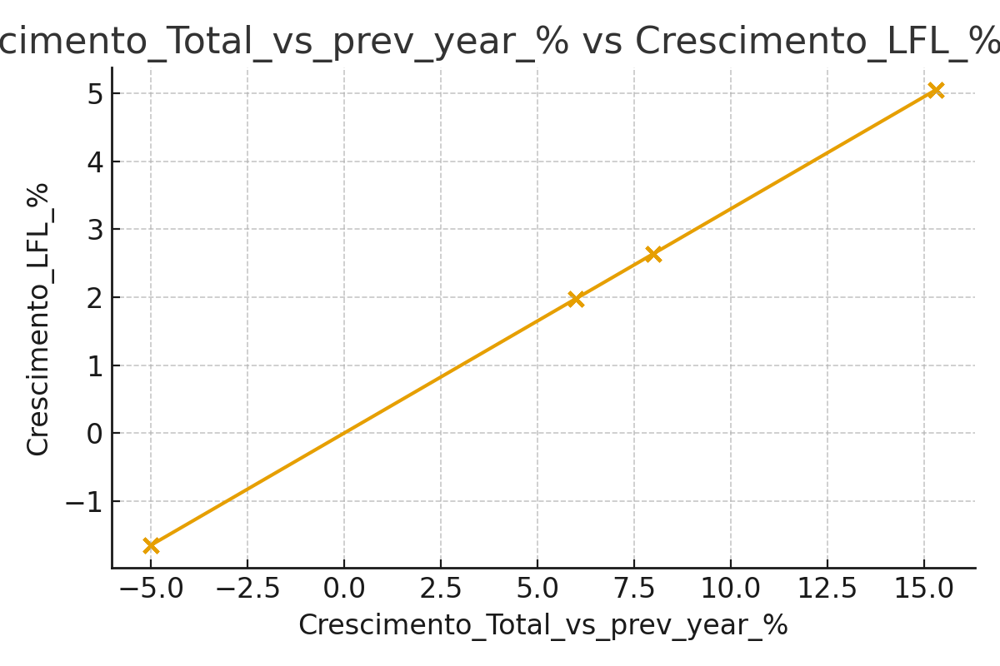 cimento_Total_vs_prev_year_% vs Crescimento_LFL_%
5
4
3
2
1
0
−1
Crescimento_LFL_%
−5.0 −2.5 0.0 2.5 5.0 7.5 10.0 12.5 15.0
Crescimento_Total_vs_prev_year_%